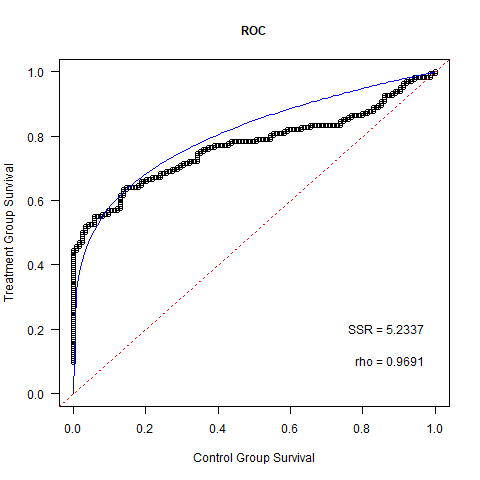 ROC
Treatment Group Survival
1.0
0.8
0.6
0.4
0.2
0.0
SSR = 5.2337
rho = 0.9691
0.0 0.2 0.4 0.6 0.8 1.0
Control Group Survival